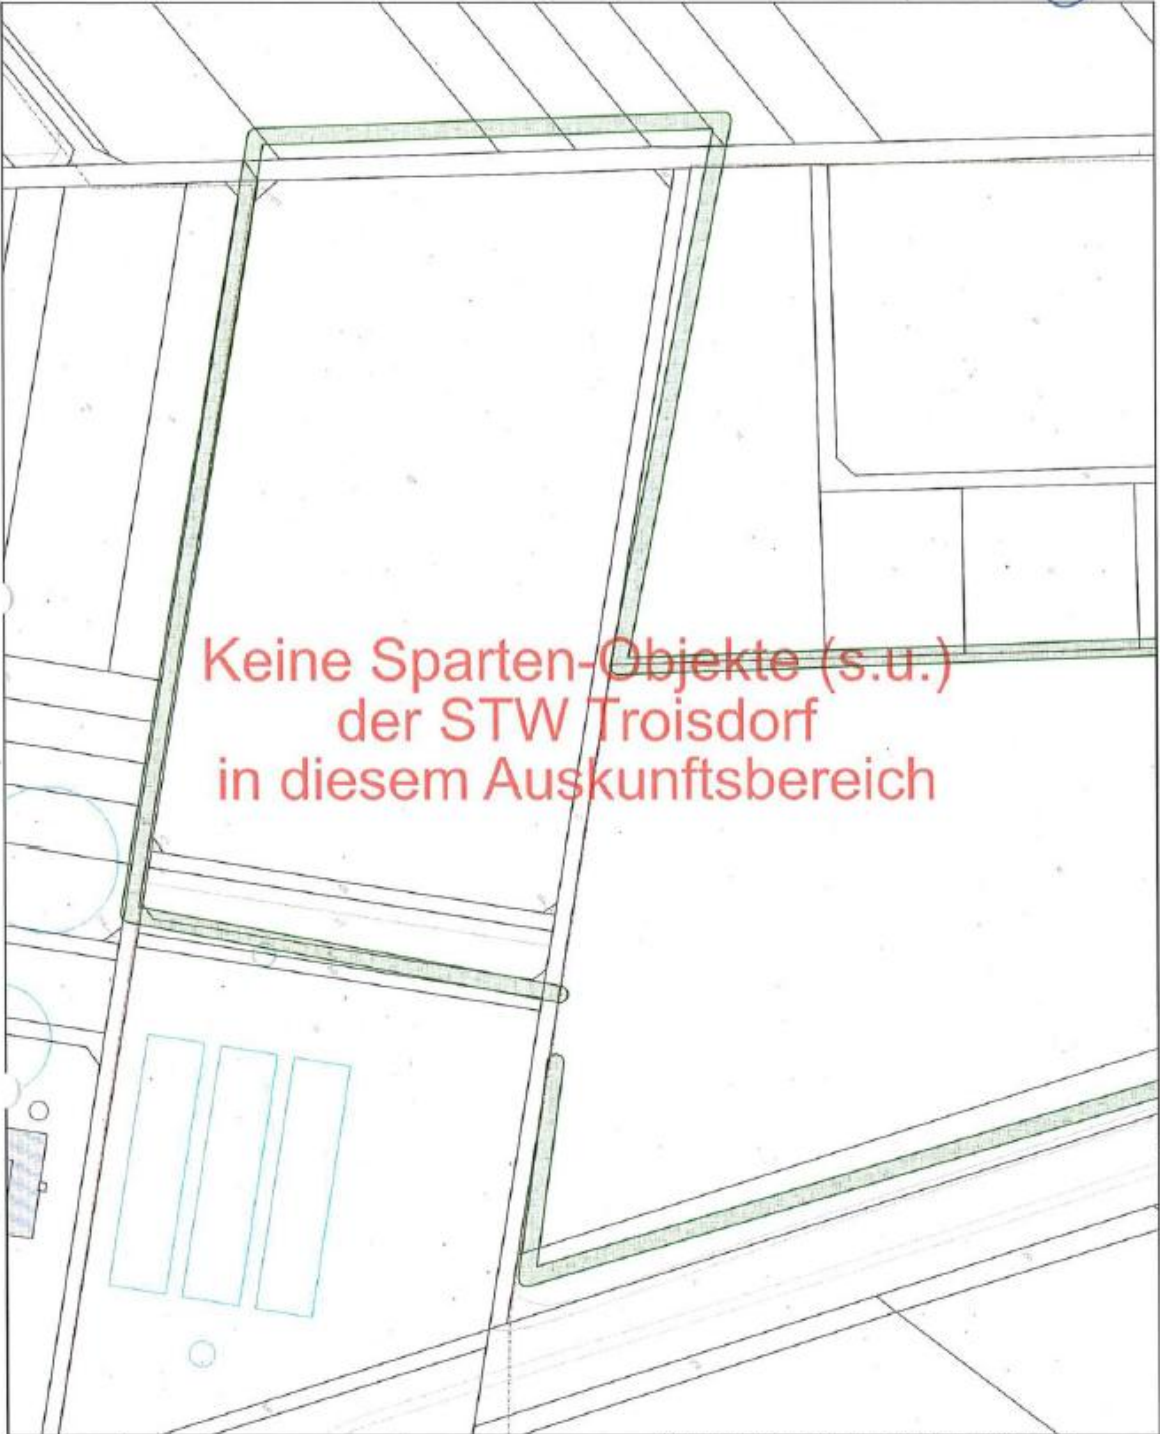 Keine Sparten-Objekte (s.u.)
der STW Troisdorf
in diesem Auskunftsbereich